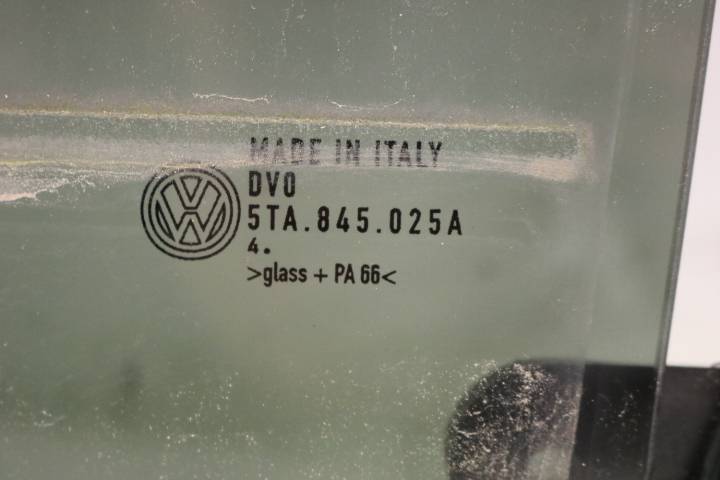 MADE IN ITALY
DVO
5TA.845.025A
4.
>glass + PA 66<